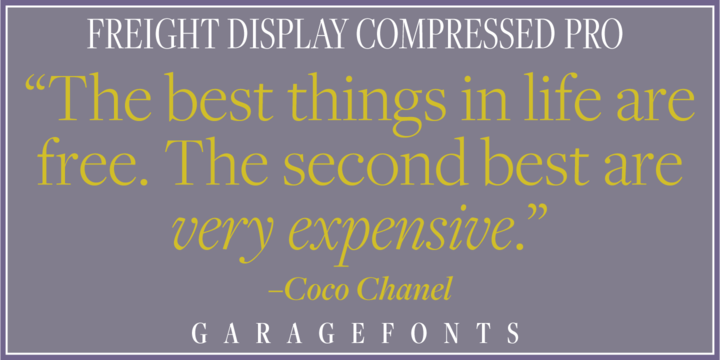 FREIGHT DISPLAY COMPRESSED PRO
“The best things in life are
free. The second best are
very expensive.”
–Coco Chanel
GARAGEFONTS